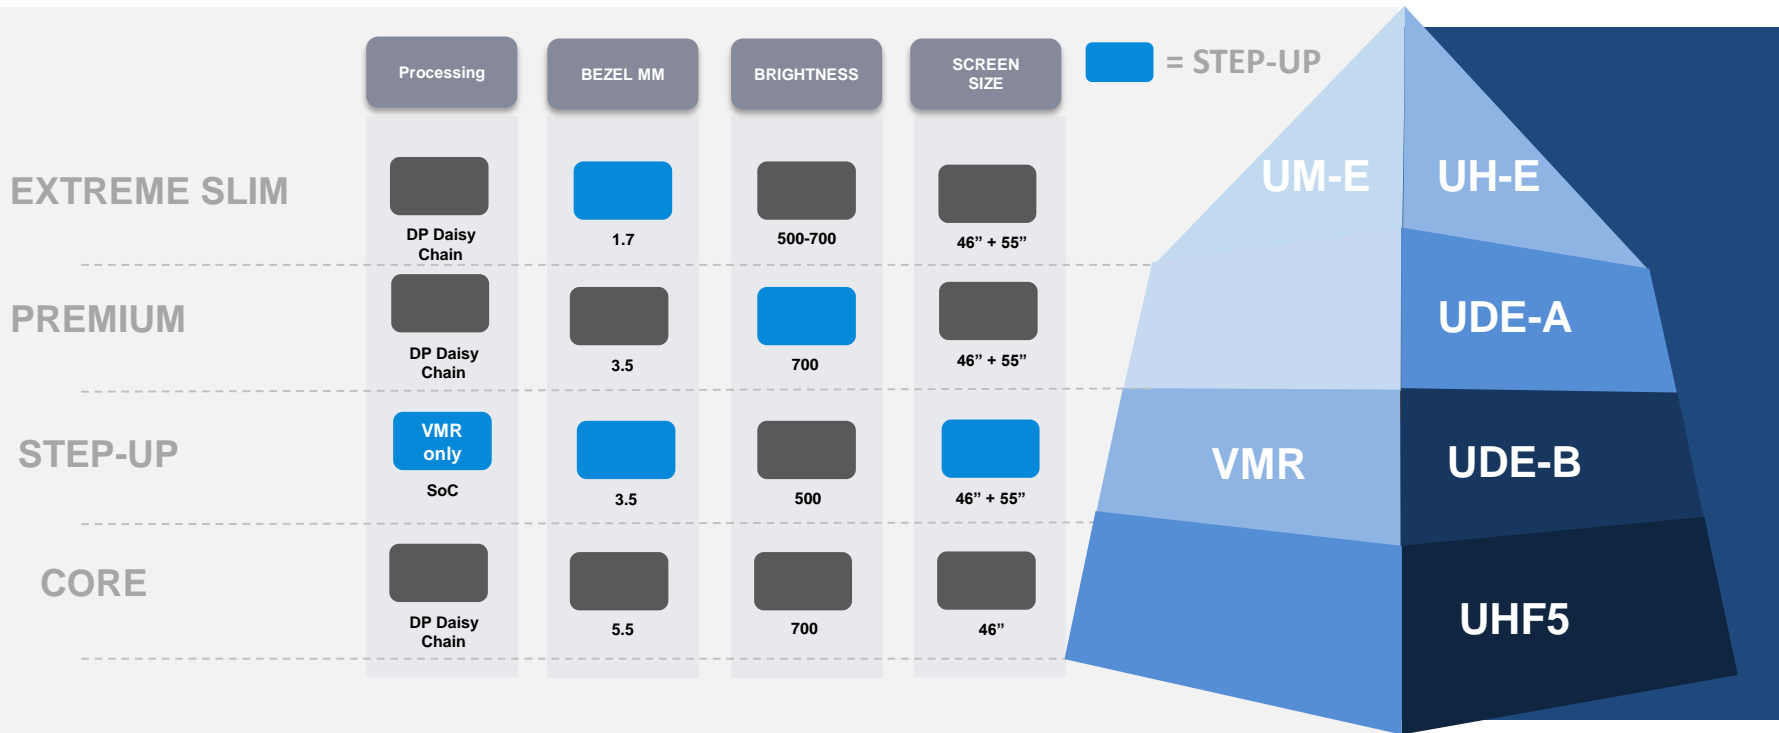 Processing
BEZEL MM
BRIGHTNESS
SCREEN
SIZE
= STEP-UP
EXTREME SLIM
DP Daisy
Chain
1.7
500-700
46” + 55”
UM-E
UH-E
PREMIUM
DP Daisy
Chain
3.5
700
46” + 55”
UDE-A
STEP-UP
VMR
only
SoC
3.5
500
46” + 55”
VMR
UDE-B
CORE
DP Daisy
Chain
5.5
700
46”
UHF5